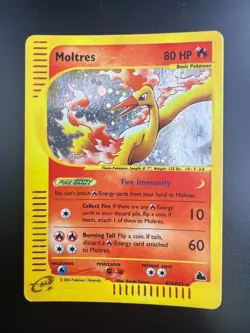 Moltres 80 HP
Basic Pokémon
Flame Pokémon. Length: 6' 7", Weight: 132 lbs.
Poké-BODY Fire Immunity
You can't attach Energy cards from your hand to Moltres.
Collect Fire If there are any
Energy cards in your discard pile, flip a coin. If
heads, attach 1 of them to Moltres.
10
Burning Tail Flip a coin. If tails,
discard a Energy card attached
to Moltres.
60
weakness resistance retreat cost